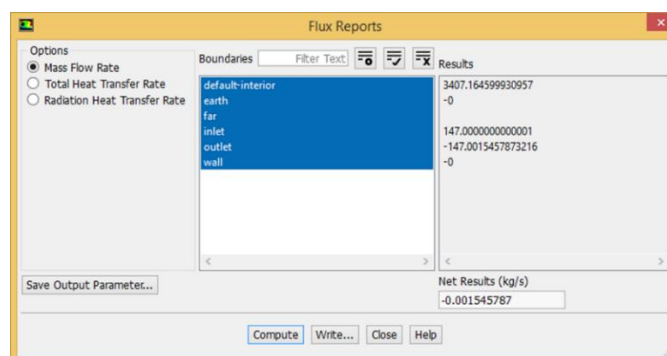 Flux Reports
Options
Mass Flow Rate
Total Heat Transfer Rate
Radiation Heat Transfer Rate
Save Output Parameter...
Boundaries Filter Text
default-interior
earth
far
inlet
outlet
wall
Results
3407.164599930957
-0
147.0000000000001
-147.0015457873216
-0
Net Results (kg/s)
-0.001545787
Compute Write... Close Help